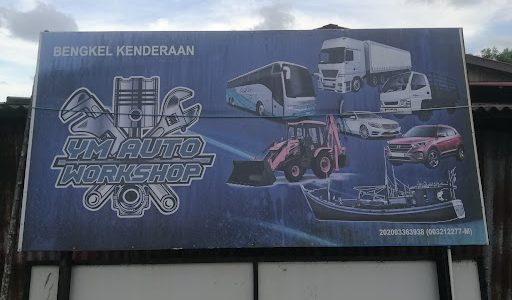 BENGKEL KENDERAAN
YM AUTO
WORKSHOP
202003363938 (003212277-M)